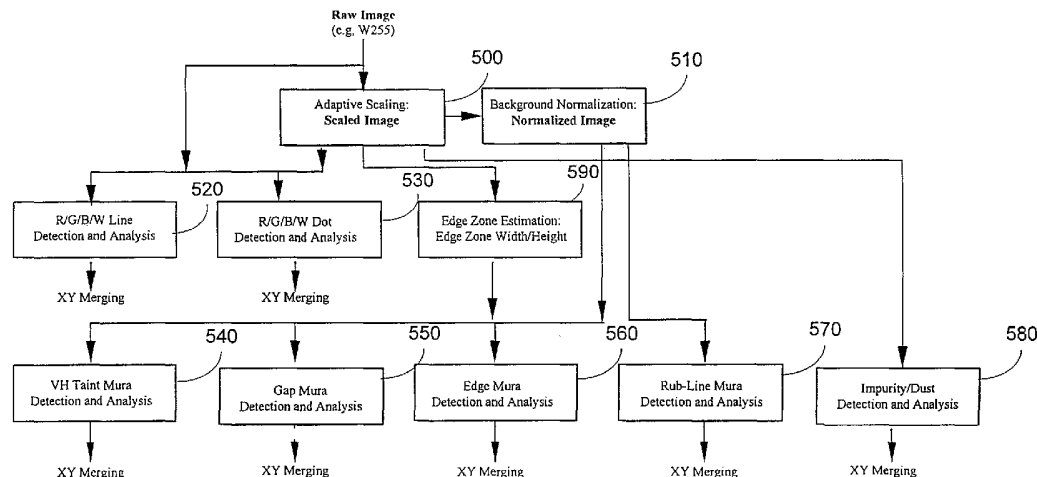 Raw Image
(e.g, W255)
500
510
Adaptive Scaling:
Scaled Image
Background Normalization:
Normalized Image
520
530
590
R/G/B/W Line
Detection and Analysis
R/G/B/W Dot
Detection and Analysis
Edge Zone Estimation:
Edge Zone Width/Height
XY Merging
XY Merging
540
550
560
570
580
VH Taint Mura
Detection and Analysis
Gap Mura
Detection and Analysis
Edge Mura
Detection and Analysis
Rub-Line Mura
Detection and Analysis
Impurity/Dust
Detection and Analysis
XY Merging
XY Merging
XY Merging
XY Merging
XY Merging